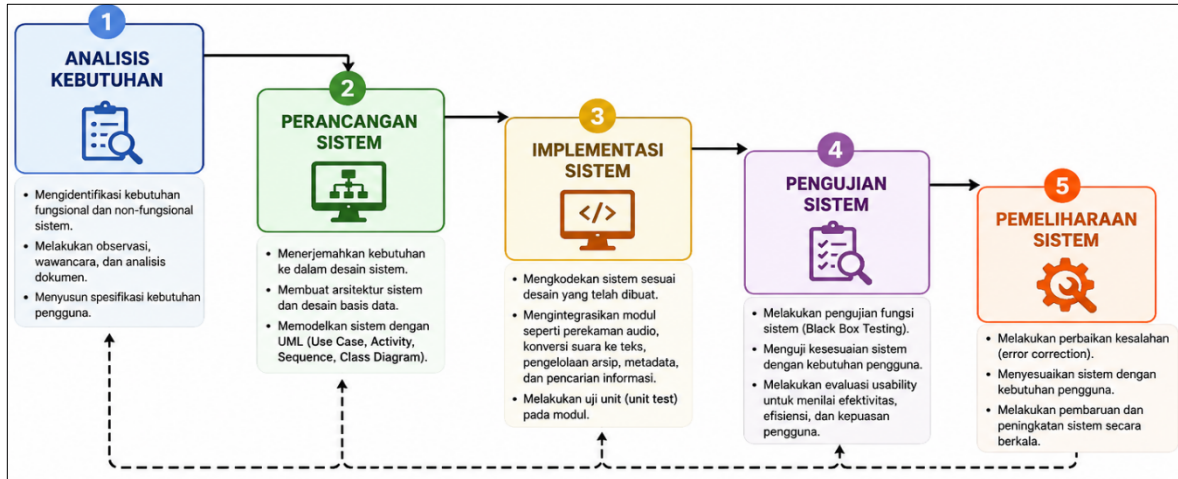 1
ANALISIS
KEBUTUHAN
• Mengidentifikasi kebutuhan
fungsional dan non-fungsional
sistem.
• Melakukan observasi,
wawancara, dan analisis
dokumen.
• Menyusun spesifikasi kebutuhan
pengguna.
2
PERANCANGAN
SISTEM
• Menerjemahkan kebutuhan
ke dalam desain sistem.
• Membuat arsitektur sistem
dan desain basis data.
• Memodelkan sistem dengan
UML (Use Case, Activity,
Sequence, Class Diagram).
3
IMPLEMENTASI
SISTEM
</>
• Mengkodekan sistem sesuai
desain yang telah dibuat.
• Mengintegrasikan modul
seperti perekaman audio,
konversi suara ke teks,
pengelolaan arsip, metadata,
dan pencarian informasi.
• Melakukan uji unit (unit test)
pada modul.
4
PENGUJIAN
SISTEM
• Melakukan pengujian fungsi
sistem (Black Box Testing).
• Menguji kesesuaian sistem
dengan kebutuhan pengguna.
• Melakukan evaluasi usability
untuk menilai efektivitas,
efisiensi, dan kepuasan
pengguna.
5
PEMELIHARAAN
SISTEM
• Melakukan perbaikan kesalahan
(error correction).
• Menyesuaikan sistem dengan
kebutuhan pengguna.
• Melakukan pembaruan dan
peningkatan sistem secara
berkala.